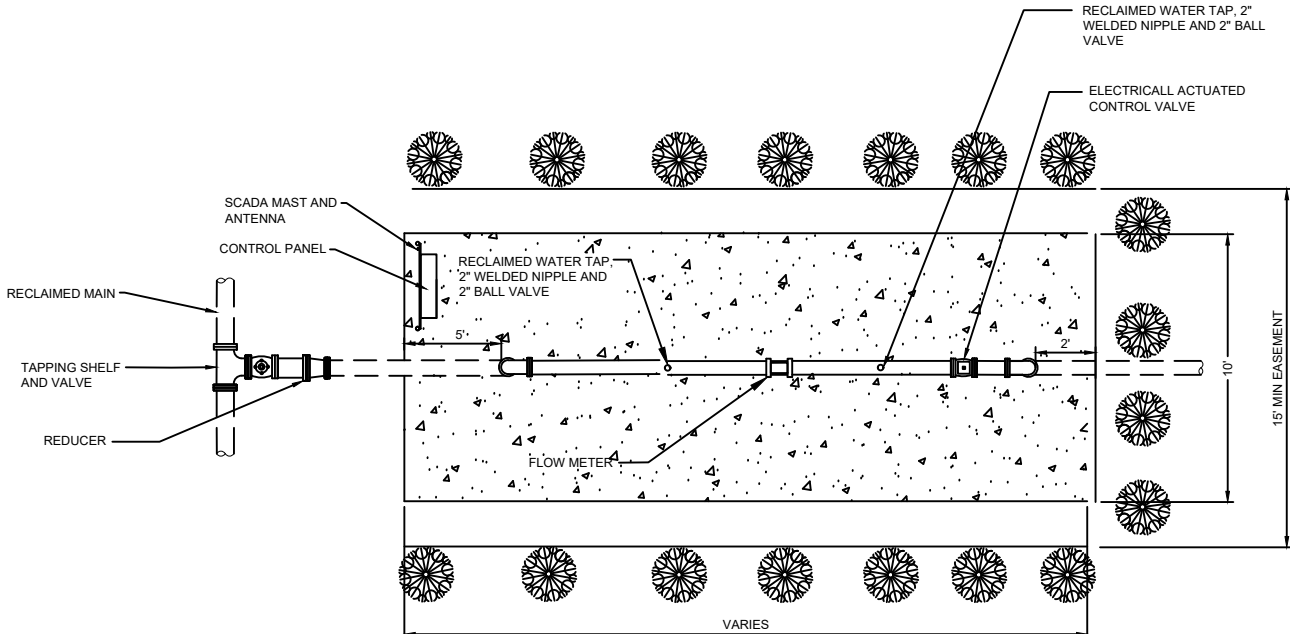 RECLAIMED WATER TAP, 2"
WELDED NIPPLE AND 2" BALL
VALVE
ELECTRICALL ACTUATED
CONTROL VALVE
SCADA MAST AND
ANTENNA
CONTROL PANEL
RECLAIMED WATER TAP,
2" WELDED NIPPLE AND
2" BALL VALVE
RECLAIMED MAIN
5'
2'
TAPPING SHELF
AND VALVE
10'
15' MIN EASEMENT
REDUCER
FLOW METER
VARIES